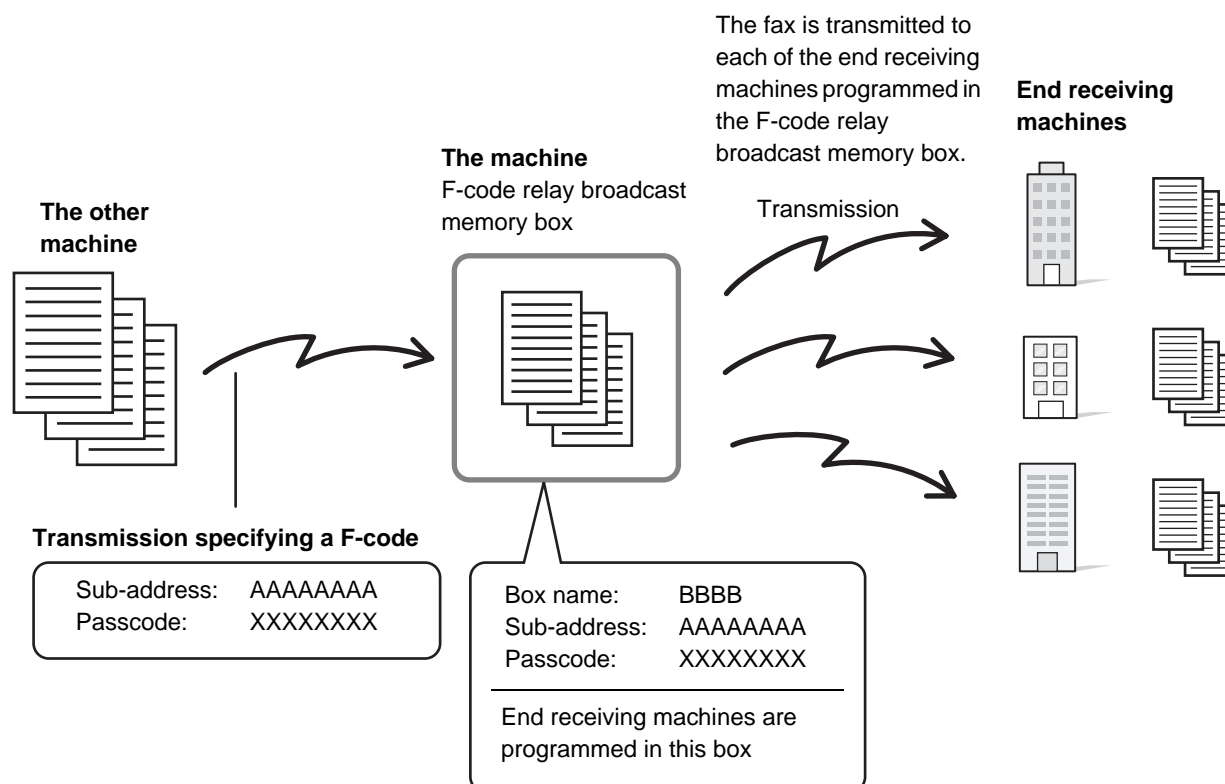 The fax is transmitted to
each of the end receiving
machines programmed in
the F-code relay
broadcast memory box.
End receiving
machines
The machine
F-code relay broadcast
memory box
The other
machine
Transmission
Transmission specifying a F-code
Sub-address: AAAAAAAA
Passcode: XXXXXXXX
Box name: BBBB
Sub-address: AAAAAAAA
Passcode: XXXXXXXX
End receiving machines are
programmed in this box